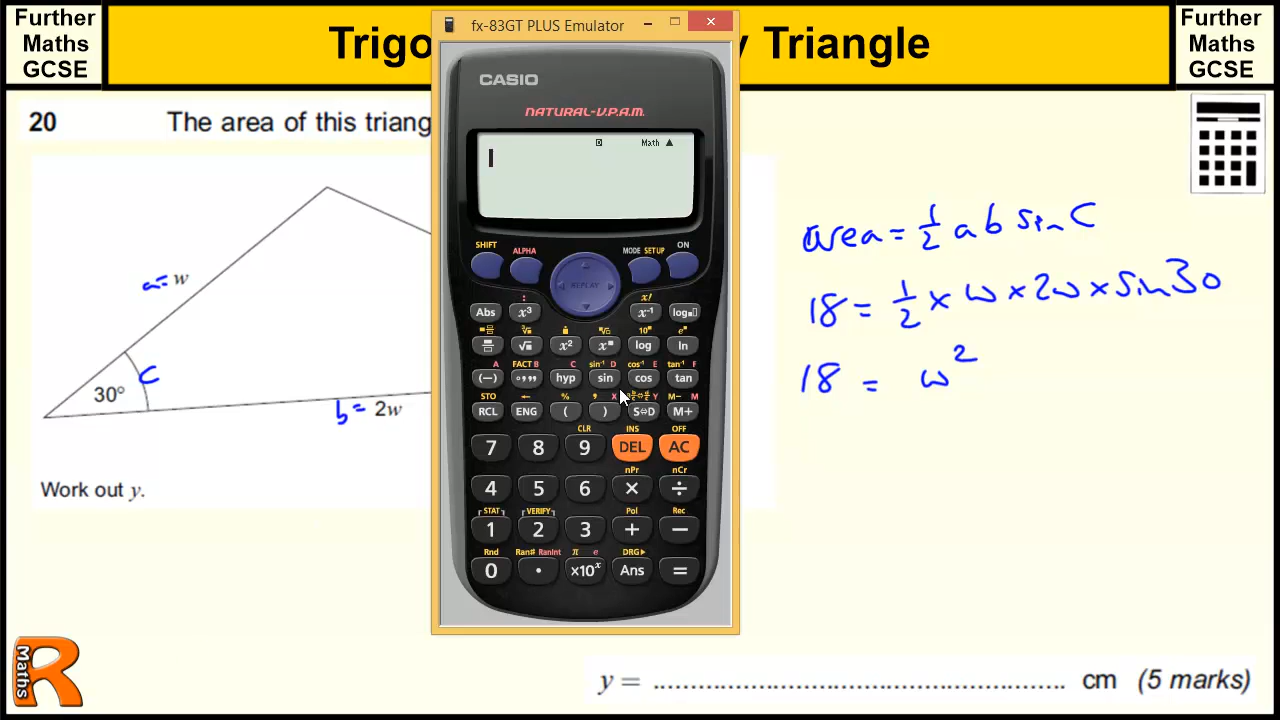 Further
Maths
GCSE
Trigo
y Triangle
Further
Maths
GCSE
fx-83GT PLUS Emulator
20 The area of this triang
a= w
30°
C
b= 2w
Work out y.
area = 1/2 a b sin C
18 = 1/2 × w × 2w × sin 30
18 = w²
CASIO
NATURAL-V.P.A.M.
D Math ▲
SHIFT ALPHA MODE SETUP ON
REPLAY
: x!
Abs x³ x⁻¹ log
³√ ˣ√ 10ˣ eˣ
√ x² xˣ log ln
A FACT B C sin⁻¹ D cos⁻¹ E tan⁻¹ F
(−) °,,, hyp sin cos tan
STO ← % , X Y M− M
RCL ENG ( ) S⇔D M+
CLR INS OFF
7 8 9 DEL AC
nPr nCr
4 5 6 × ÷
STAT VERIFY Pol Rec
1 2 3 + −
Rnd Ran# RanInt π e DRG▶
0 . ×10ˣ Ans =
Maths R
y = ........................................................... cm (5 marks)